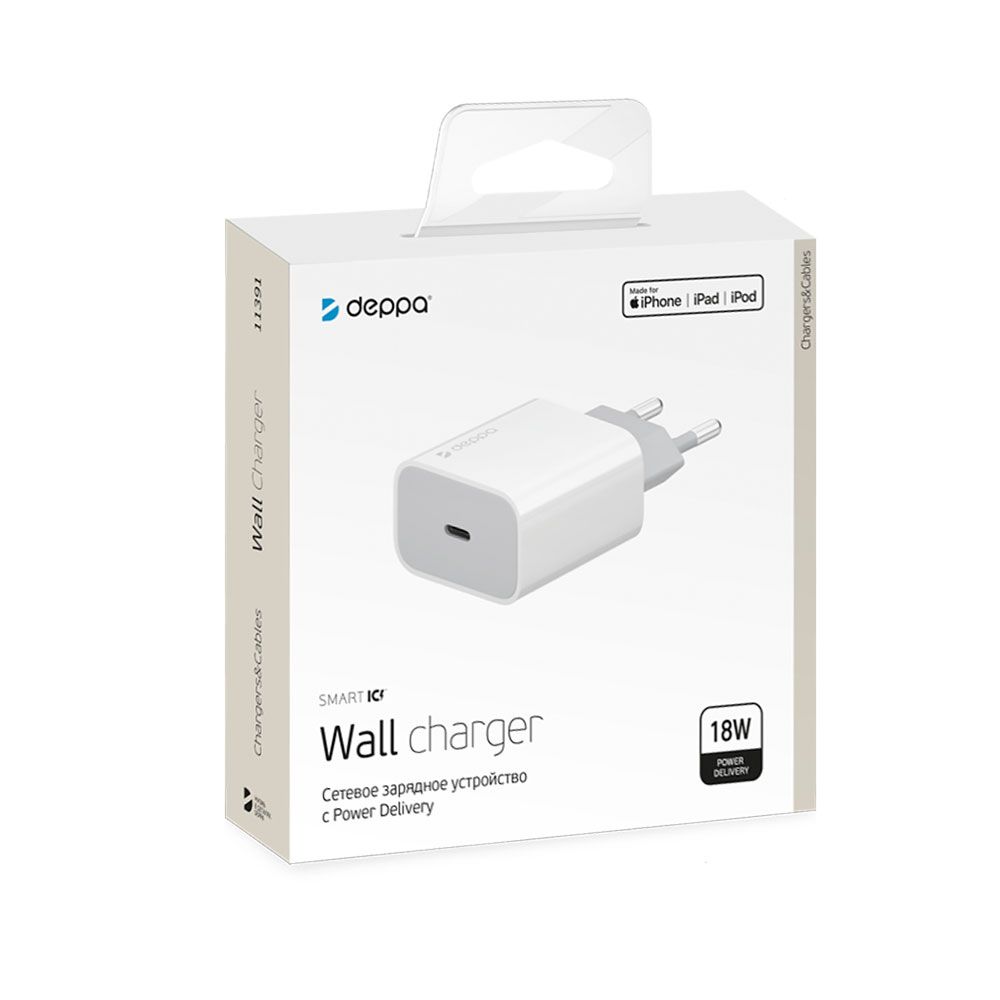 deppa®
Made for
iPhone | iPad | iPod
Chargers&Cables
11391
Wall Charger
Chargers&Cables
deppa
SMART IC
Wall charger
Сетевое зарядное устройство
с Power Delivery
18W
POWER
DELIVERY